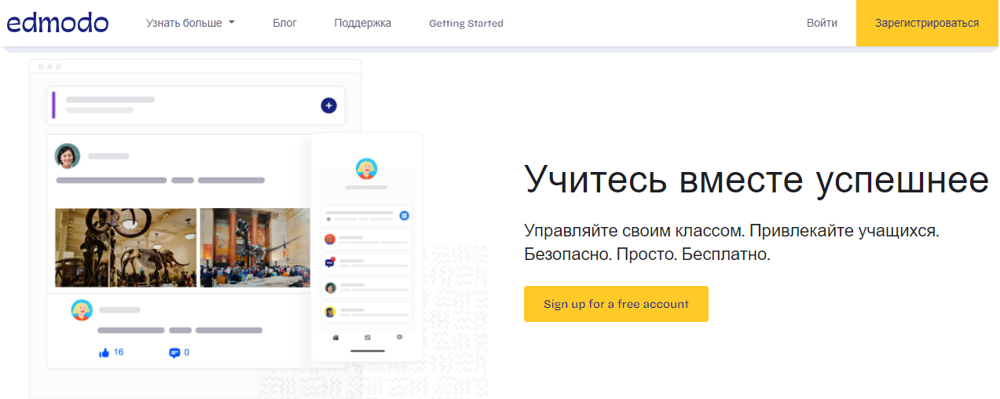 edmodo
Узнать больше
Блог
Поддержка
Getting Started
Войти
Зарегистрироваться
Учитесь вместе успешнее
Управляйте своим классом. Привлекайте учащихся.
Безопасно. Просто. Бесплатно.
Sign up for a free account
16
0